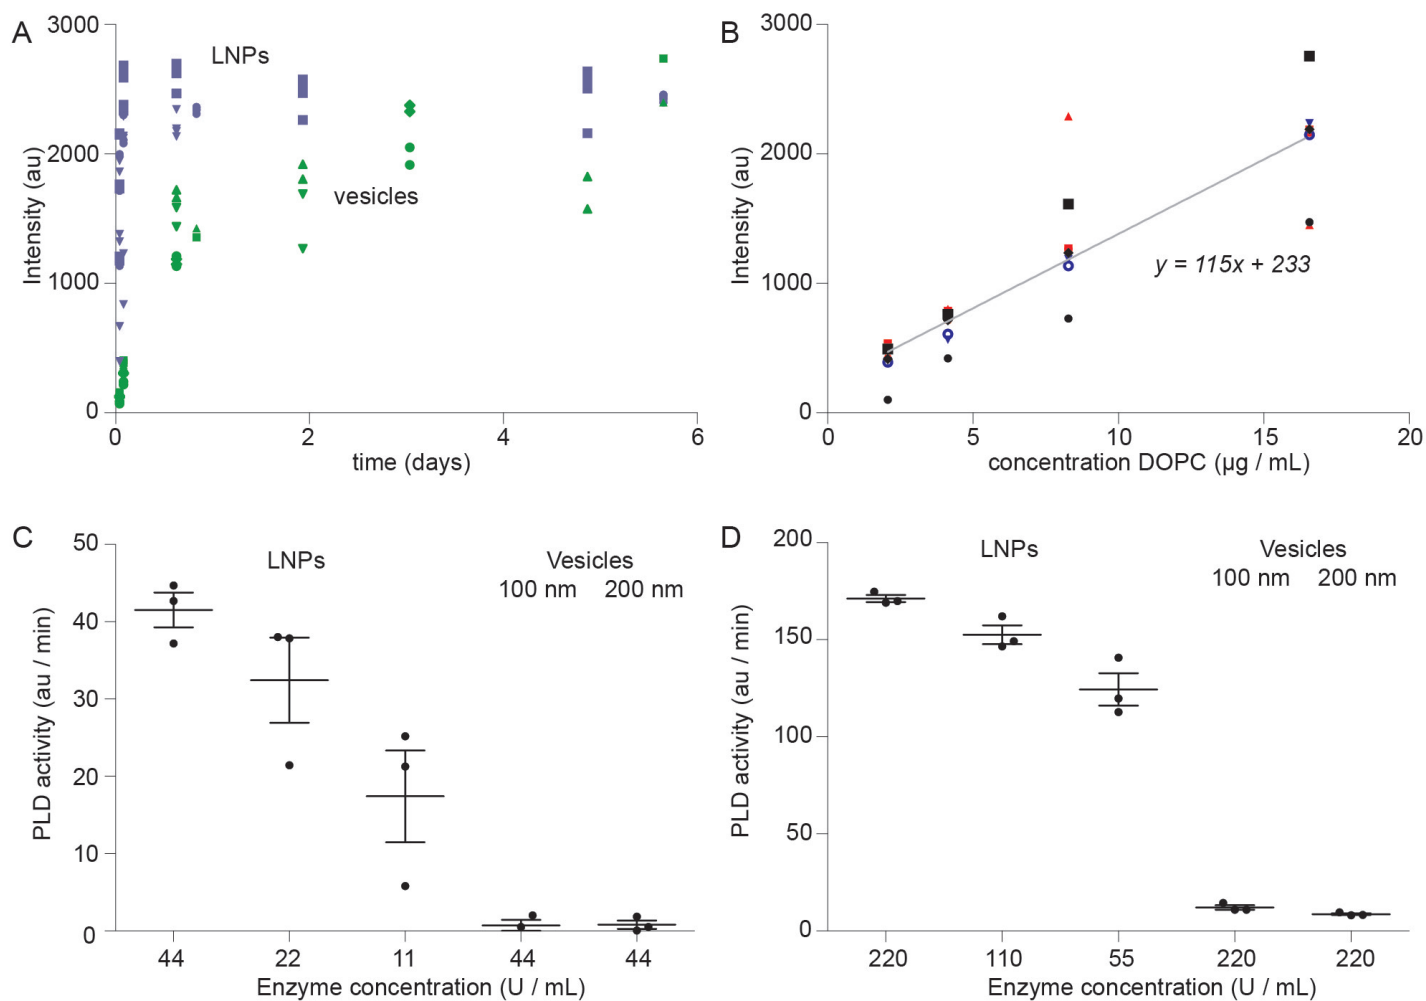 A
3000
2000
1000
0
Intensity (au)
LNPs
vesicles
0 2 4 6
time (days)
B
3000
2000
1000
0
Intensity (au)
y = 115x + 233
0 5 10 15 20
concentration DOPC (µg / mL)
C
50
40
30
20
10
0
PLD activity (au / min)
LNPs
Vesicles
100 nm 200 nm
44 22 11 44 44
Enzyme concentration (U / mL)
D
200
150
100
50
0
PLD activity (au / min)
LNPs
Vesicles
100 nm 200 nm
220 110 55 220 220
Enzyme concentration (U / mL)